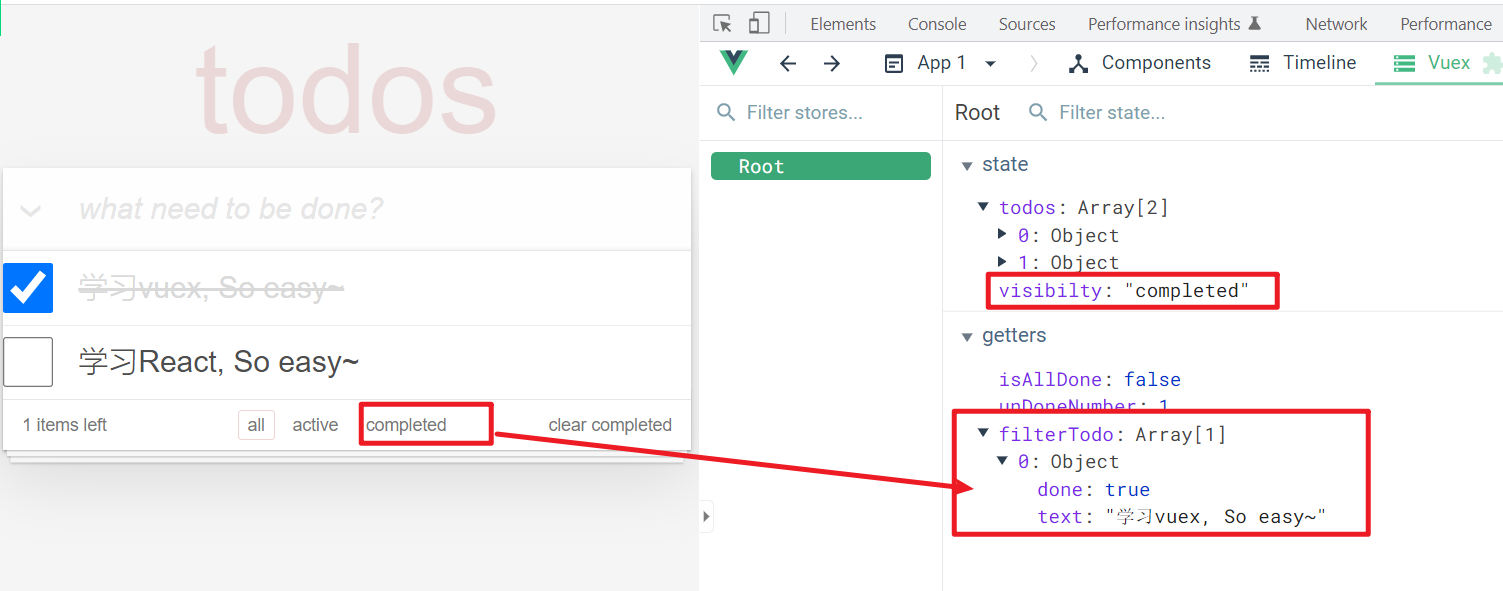 todos
what need to be done?
学习vuex, So easy~
学习React, So easy~
1 items left all active completed clear completed
Elements Console Sources Performance insights Network Performance
App 1 Components Timeline Vuex
Filter stores... Root Filter state...
Root
state
todos: Array[2]
0: Object
1: Object
visibilty: "completed"
getters
isAllDone: false
unDoneNumber: 1
filterTodo: Array[1]
0: Object
done: true
text: "学习vuex, So easy~"